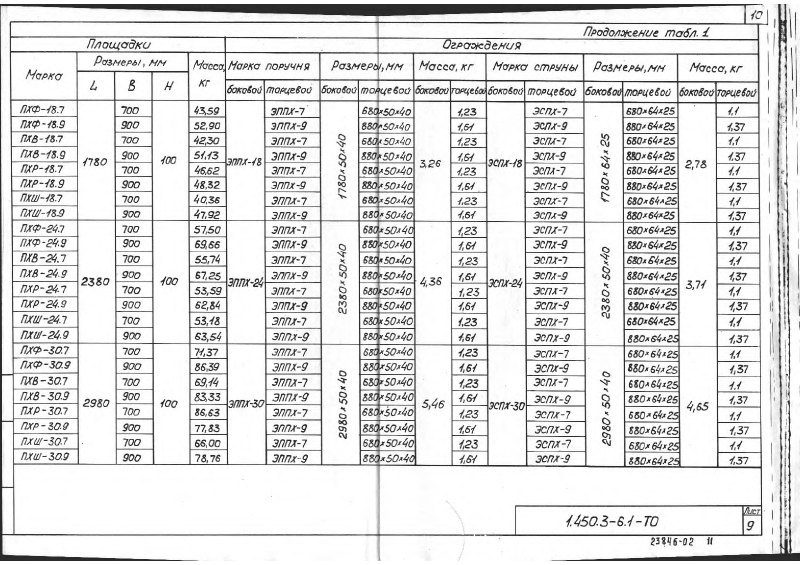 10
Продолжение табл. 1
Площадки Ограждения
Марка Размеры, мм Масса, кг Марка поручня Размеры, мм Масса, кг Марка струны Размеры, мм Масса, кг
L B H боковой торцевой боковой торцевой боковой торцевой боковой торцевой боковой торцевой боковой торцевой
ПХФ-18.7 700 43,59 ЭППХ-7 680×50×40 1,23 ЭСПХ-7 680×64×25 1,1
ПХФ-18.9 900 52,90 ЭППХ-9 880×50×40 1,61 ЭСПХ-9 880×64×25 1,37
ПХВ-18.7 700 42,30 ЭППХ-7 680×50×40 1,23 ЭСПХ-7 680×64×25 1,1
ПХВ-18.9 900 51,13 ЭППХ-9 880×50×40 1,61 ЭСПХ-9 880×64×25 1,37
1780 100 ЭППХ-18 1780×50×40 3,26 ЭСПХ-18 1780×64×25 2,78
ПХР-18.7 700 46,62 ЭППХ-7 680×50×40 1,23 ЭСПХ-7 680×64×25 1,1
ПХР-18.9 900 48,32 ЭППХ-9 880×50×40 1,61 ЭСПХ-9 880×64×25 1,37
ПХШ-18.7 700 40,36 ЭППХ-7 680×50×40 1,23 ЭСПХ-7 680×64×25 1,1
ПХШ-18.9 900 47,92 ЭППХ-9 880×50×40 1,61 ЭСПХ-9 880×64×25 1,37
ПХФ-24.7 700 57,50 ЭППХ-7 680×50×40 1,23 ЭСПХ-7 680×64×25 1,1
ПХФ-24.9 900 69,66 ЭППХ-9 880×50×40 1,61 ЭСПХ-9 880×64×25 1,37
ПХВ-24.7 700 55,74 ЭППХ-7 680×50×40 1,23 ЭСПХ-7 680×64×25 1,1
ПХВ-24.9 900 67,25 ЭППХ-9 880×50×40 1,61 ЭСПХ-9 880×64×25 1,37
2380 100 ЭППХ-24 2380×50×40 4,36 ЭСПХ-24 2380×50×40 3,71
ПХР-24.7 700 53,59 ЭППХ-7 680×50×40 1,23 ЭСПХ-7 680×64×25 1,1
ПХР-24.9 900 62,84 ЭППХ-9 880×50×40 1,61 ЭСПХ-9 880×64×25 1,37
ПХШ-24.7 700 53,18 ЭППХ-7 680×50×40 1,23 ЭСПХ-7 680×64×25 1,1
ПХШ-24.9 900 63,54 ЭППХ-9 880×50×40 1,61 ЭСПХ-9 880×64×25 1,37
ПХФ-30.7 700 71,37 ЭППХ-7 680×50×40 1,23 ЭСПХ-7 680×64×25 1,1
ПХФ-30.9 900 86,39 ЭППХ-9 880×50×40 1,61 ЭСПХ-9 880×64×25 1,37
ПХВ-30.7 700 69,14 ЭППХ-7 680×50×40 1,23 ЭСПХ-7 680×64×25 1,1
ПХВ-30.9 900 83,33 ЭППХ-9 880×50×40 1,61 ЭСПХ-9 880×64×25 1,37
2980 100 ЭППХ-30 2980×50×40 5,46 ЭСПХ-30 2980×50×40 4,65
ПХР-30.7 700 86,63 ЭППХ-7 680×50×40 1,23 ЭСПХ-7 680×64×25 1,1
ПХР-30.9 900 77,83 ЭППХ-9 880×50×40 1,61 ЭСПХ-9 880×64×25 1,37
ПХШ-30.7 700 66,00 ЭППХ-7 680×50×40 1,23 ЭСПХ-7 680×64×25 1,1
ПХШ-30.9 900 78,76 ЭППХ-9 880×50×40 1,61 ЭСПХ-9 880×64×25 1,37
1.450.3-6.1-ТО
Лист
9
23846-02 11